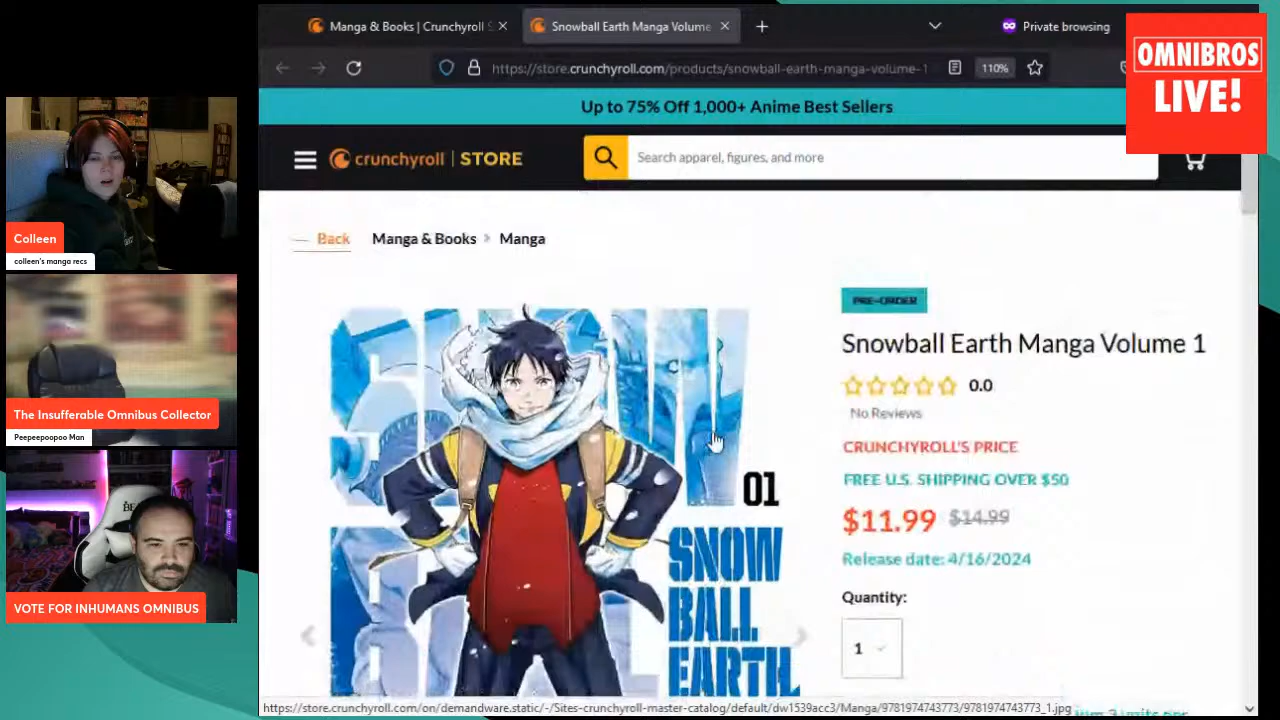 Manga & Books | Crunchyroll S
Snowball Earth Manga Volume
Private browsing
https://store.crunchyroll.com/products/snowball-earth-manga-volume-1
110%
OMNIBROS
LIVE!
Up to 75% Off 1,000+ Anime Best Sellers
crunchyroll | STORE
Search apparel, figures, and more
Back
Manga & Books
Manga
PRE-ORDER
Snowball Earth Manga Volume 1
0.0
No Reviews
CRUNCHYROLL'S PRICE
FREE U.S. SHIPPING OVER $50
$11.99 $14.99
Release date: 4/16/2024
Quantity:
1
SNOW
01
SNOW
BALL
EARTH
Colleen
colleen's manga recs
The Insufferable Omnibus Collector
Peepeepoopoo Man
VOTE FOR INHUMANS OMNIBUS
https://store.crunchyroll.com/on/demandware.static/-/Sites-crunchyroll-master-catalog/default/dw1539acc3/Manga/9781974743773/9781974743773_1.jpg